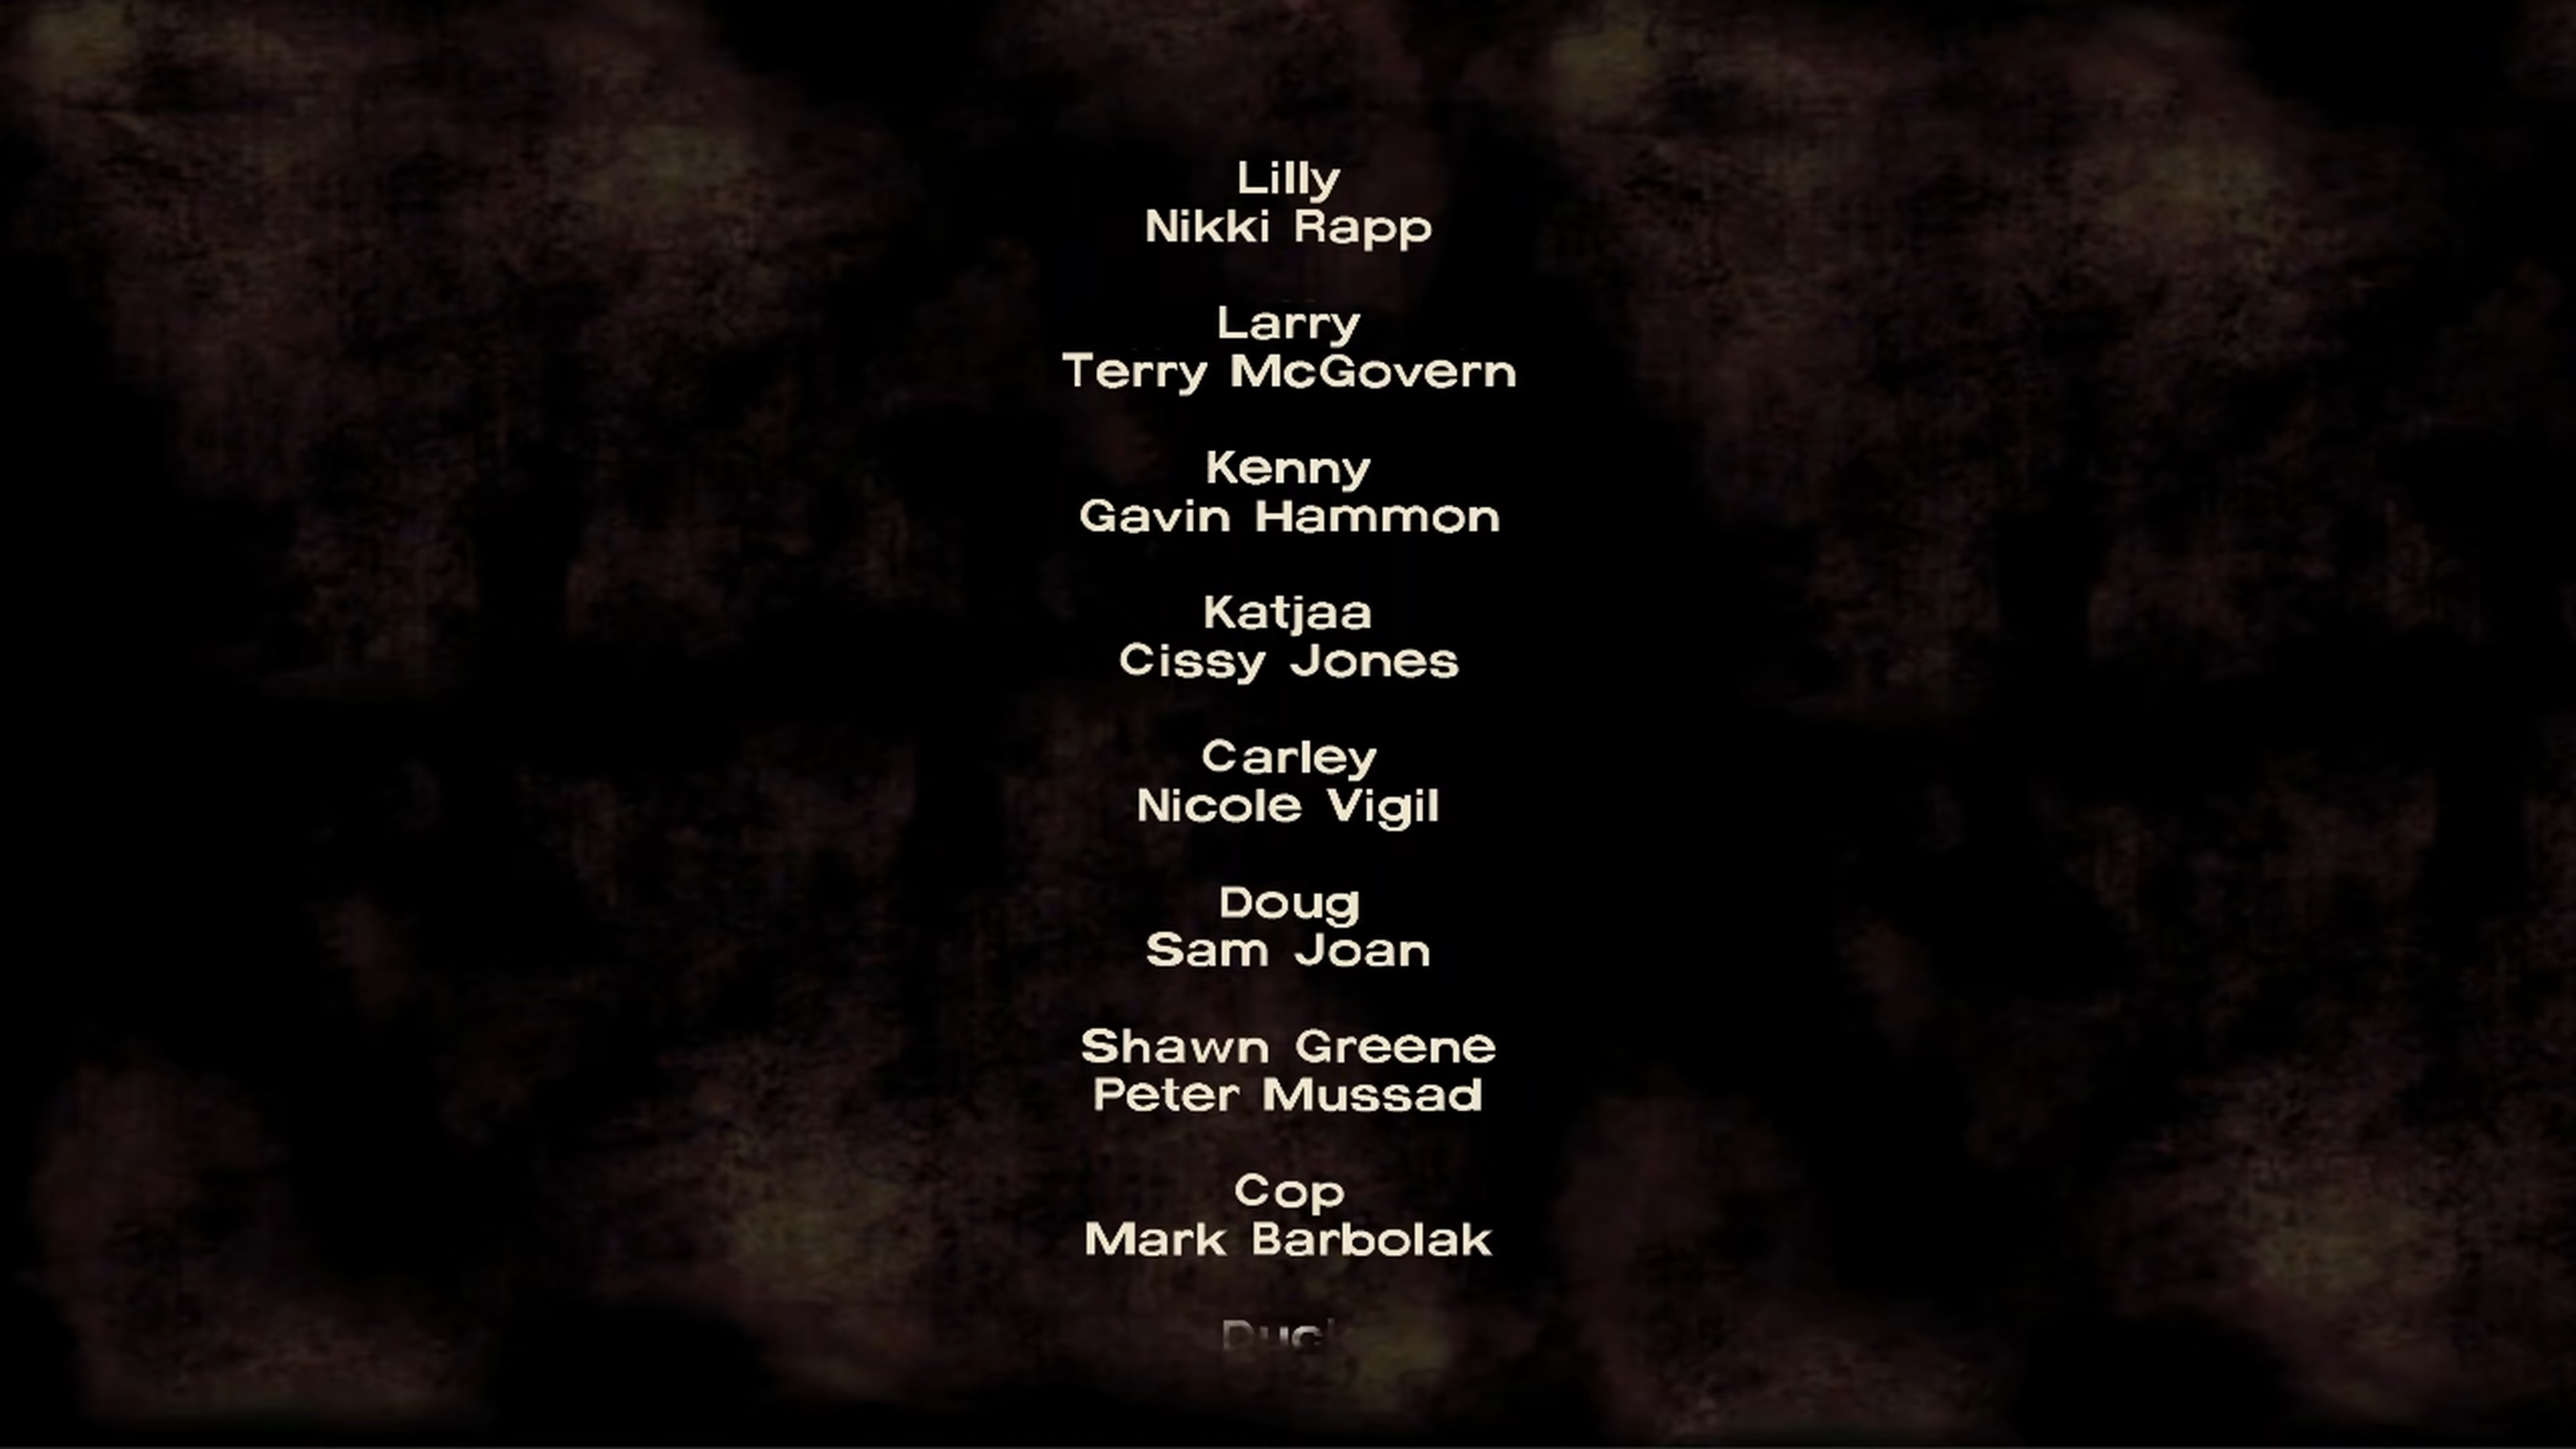 Lilly
Nikki Rapp
Larry
Terry McGovern
Kenny
Gavin Hammon
Katjaa
Cissy Jones
Carley
Nicole Vigil
Doug
Sam Joan
Shawn Greene
Peter Mussad
Cop
Mark Barbolak